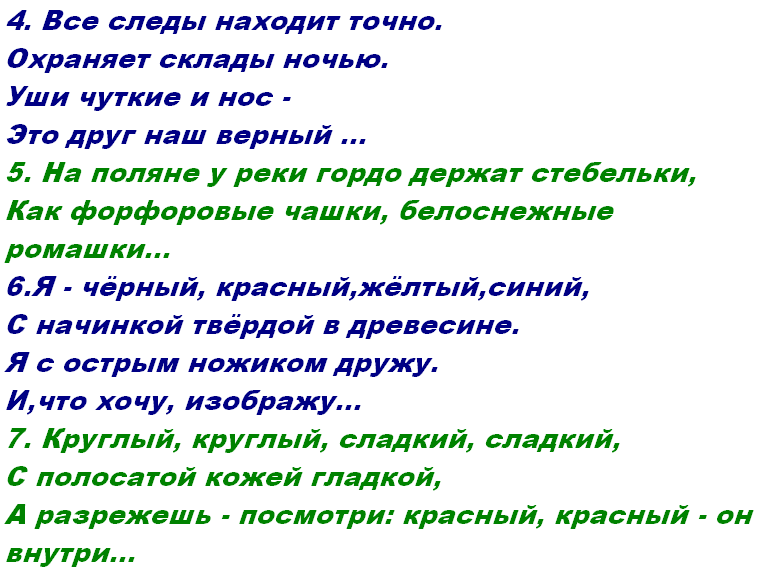 4. Все следы находит точно.
Охраняет склады ночью.
Уши чуткие и нос -
Это друг наш верный ...
5. На поляне у реки гордо держат стебельки,
Как форфоровые чашки, белоснежные
ромашки...
6.Я - чёрный, красный,жёлтый,синий,
С начинкой твёрдой в древесине.
Я с острым ножиком дружу.
И,что хочу, изображу...
7. Круглый, круглый, сладкий, сладкий,
С полосатой кожей гладкой,
А разрежешь - посмотри: красный, красный - он
внутри...